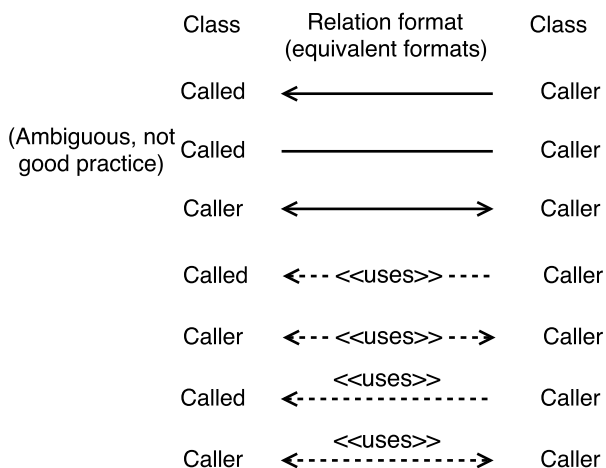 Class Relation format Class
(equivalent formats)
Called Caller
(Ambiguous, not
good practice) Called Caller
Caller Caller
Called <<uses>> Caller
Caller <<uses>> Caller
<<uses>>
Called Caller
<<uses>>
Caller Caller